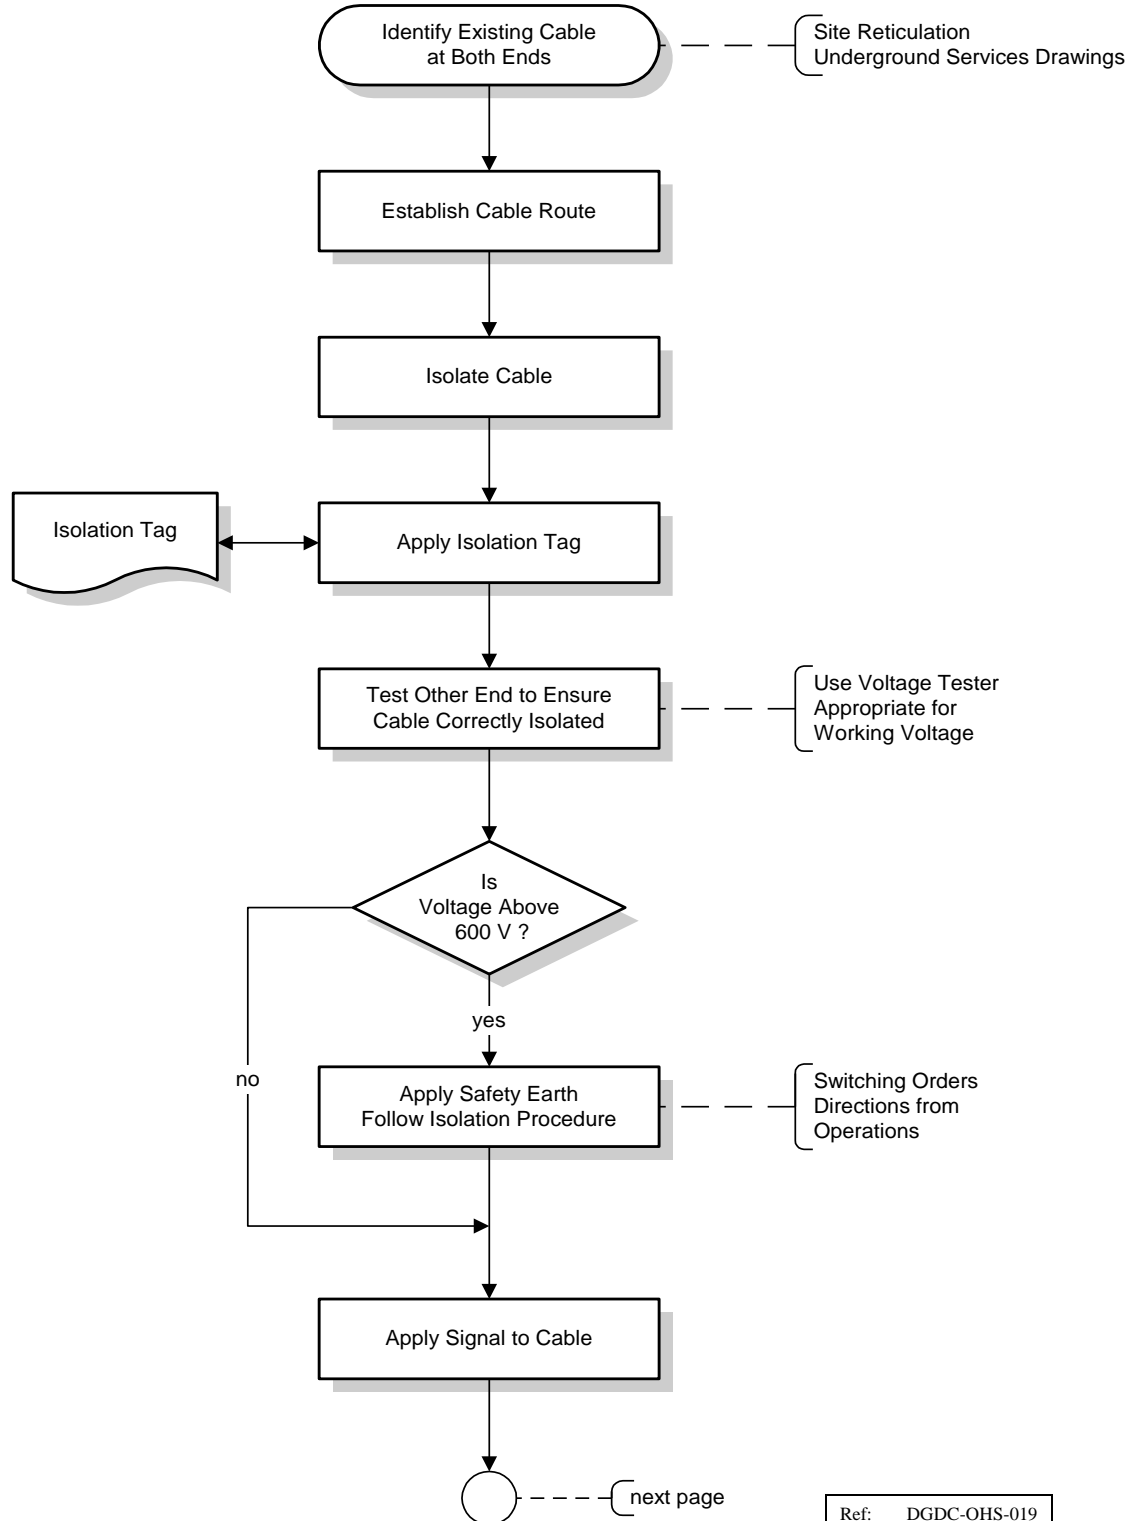 Identify Existing Cable
at Both Ends
Site Reticulation
Underground Services Drawings
Establish Cable Route
Isolate Cable
Isolation Tag
Apply Isolation Tag
Test Other End to Ensure
Cable Correctly Isolated
Use Voltage Tester
Appropriate for
Working Voltage
Is
Voltage Above
600 V ?
yes
no
Apply Safety Earth
Follow Isolation Procedure
Switching Orders
Directions from
Operations
Apply Signal to Cable
next page
Ref: DGDC-OHS-019